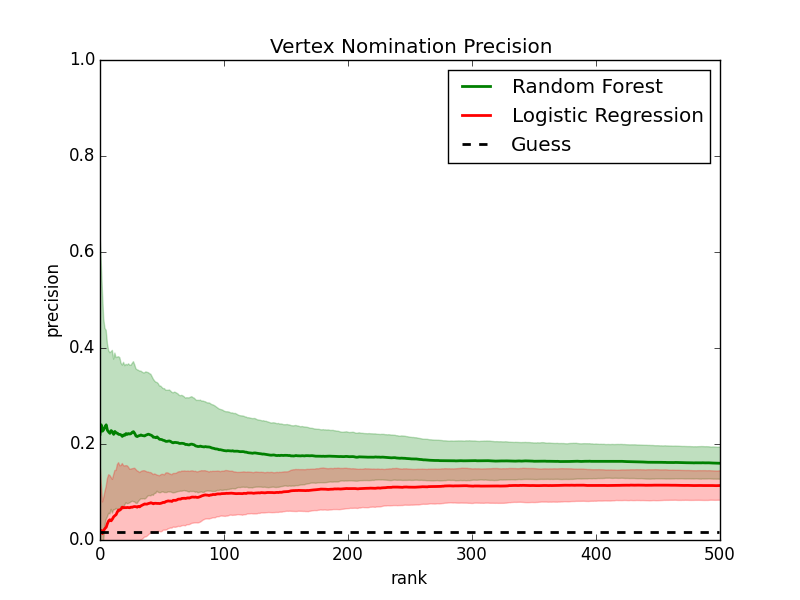 Vertex Nomination Precision
1.0
0.8
0.6
0.4
0.2
0.0
precision
Random Forest
Logistic Regression
Guess
0 100 200 300 400 500
rank